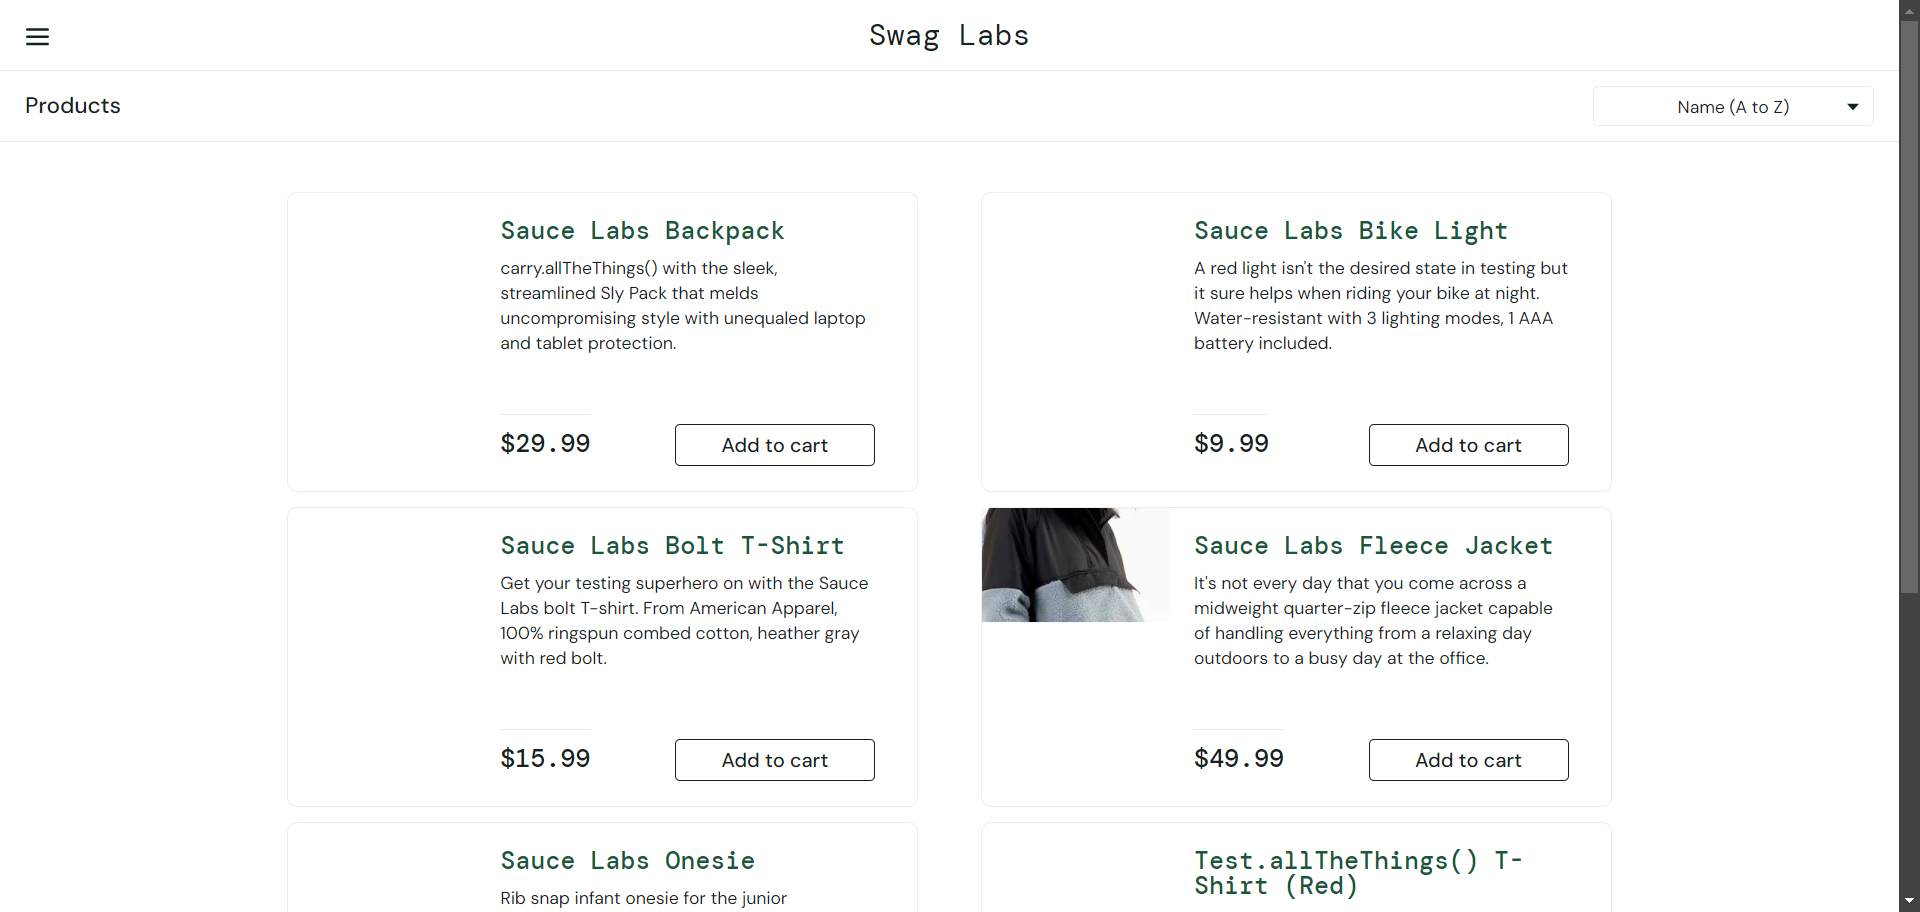 Swag Labs
Products
Name (A to Z)
Sauce Labs Backpack
carry.allTheThings() with the sleek,
streamlined Sly Pack that melds
uncompromising style with unequaled laptop
and tablet protection.
$29.99
Add to cart
Sauce Labs Bike Light
A red light isn't the desired state in testing but
it sure helps when riding your bike at night.
Water-resistant with 3 lighting modes, 1 AAA
battery included.
$9.99
Add to cart
Sauce Labs Bolt T-Shirt
Get your testing superhero on with the Sauce
Labs bolt T-shirt. From American Apparel,
100% ringspun combed cotton, heather gray
with red bolt.
$15.99
Add to cart
Sauce Labs Fleece Jacket
It's not every day that you come across a
midweight quarter-zip fleece jacket capable
of handling everything from a relaxing day
outdoors to a busy day at the office.
$49.99
Add to cart
Sauce Labs Onesie
Rib snap infant onesie for the junior
Test.allTheThings() T-
Shirt (Red)